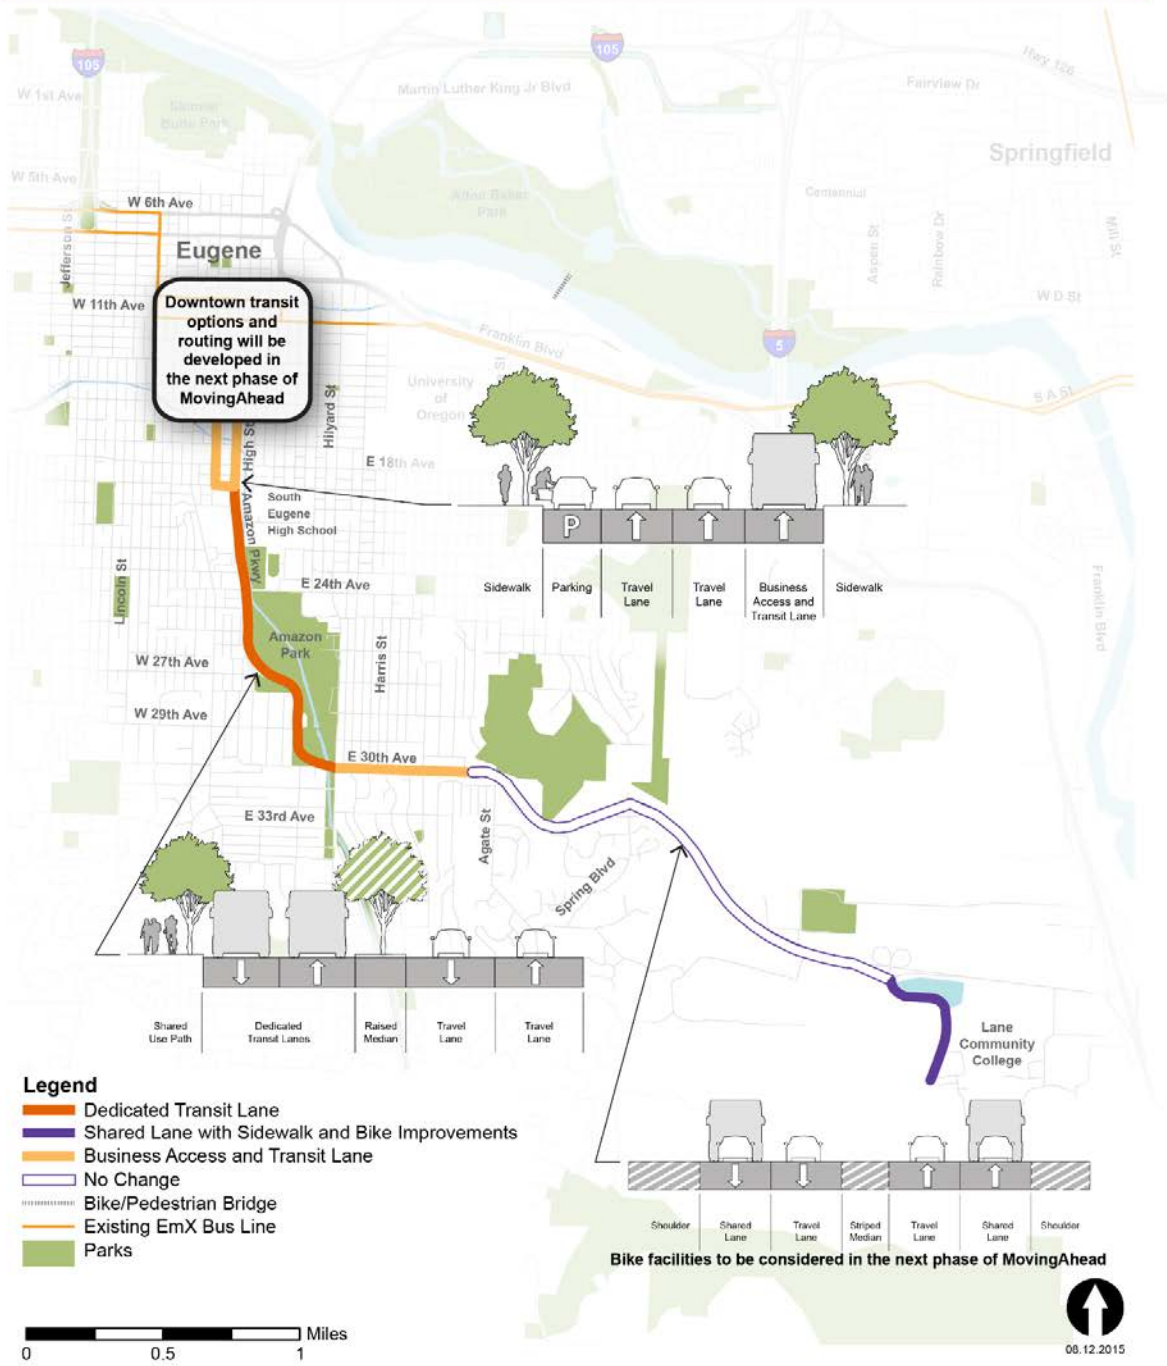 105
105
Hwy 126
W 1st Ave
Martin Luther King Jr Blvd
Fairview Dr
Skinner
Butte Park
Springfield
W 5th Ave
Alton Baker
Park
Centennial
W 6th Ave
Jefferson St
Eugene
Aspen St
Rainbow Dr
Mill St
W 11th Ave
W D St
Downtown transit
options and
routing will be
developed in
the next phase of
MovingAhead
Franklin Blvd
5
University
of
Oregon
S A St
Hilyard St
High St
E 18th Ave
South
Eugene
High School
Amazon Pkwy
P
Sidewalk
Parking
Travel
Lane
Travel
Lane
Business
Access and
Transit Lane
Sidewalk
Lincoln St
E 24th Ave
Franklin Blvd
Amazon
Park
Harris St
W 27th Ave
W 29th Ave
E 30th Ave
E 33rd Ave
Agate St
Spring Blvd
Shared
Use Path
Dedicated
Transit Lanes
Raised
Median
Travel
Lane
Travel
Lane
Lane
Community
College
Legend
Dedicated Transit Lane
Shared Lane with Sidewalk and Bike Improvements
Business Access and Transit Lane
No Change
Bike/Pedestrian Bridge
Existing EmX Bus Line
Parks
Shoulder
Shared
Lane
Travel
Lane
Striped
Median
Travel
Lane
Shared
Lane
Shoulder
Bike facilities to be considered in the next phase of MovingAhead
Miles
0 0.5 1
08.12.2015